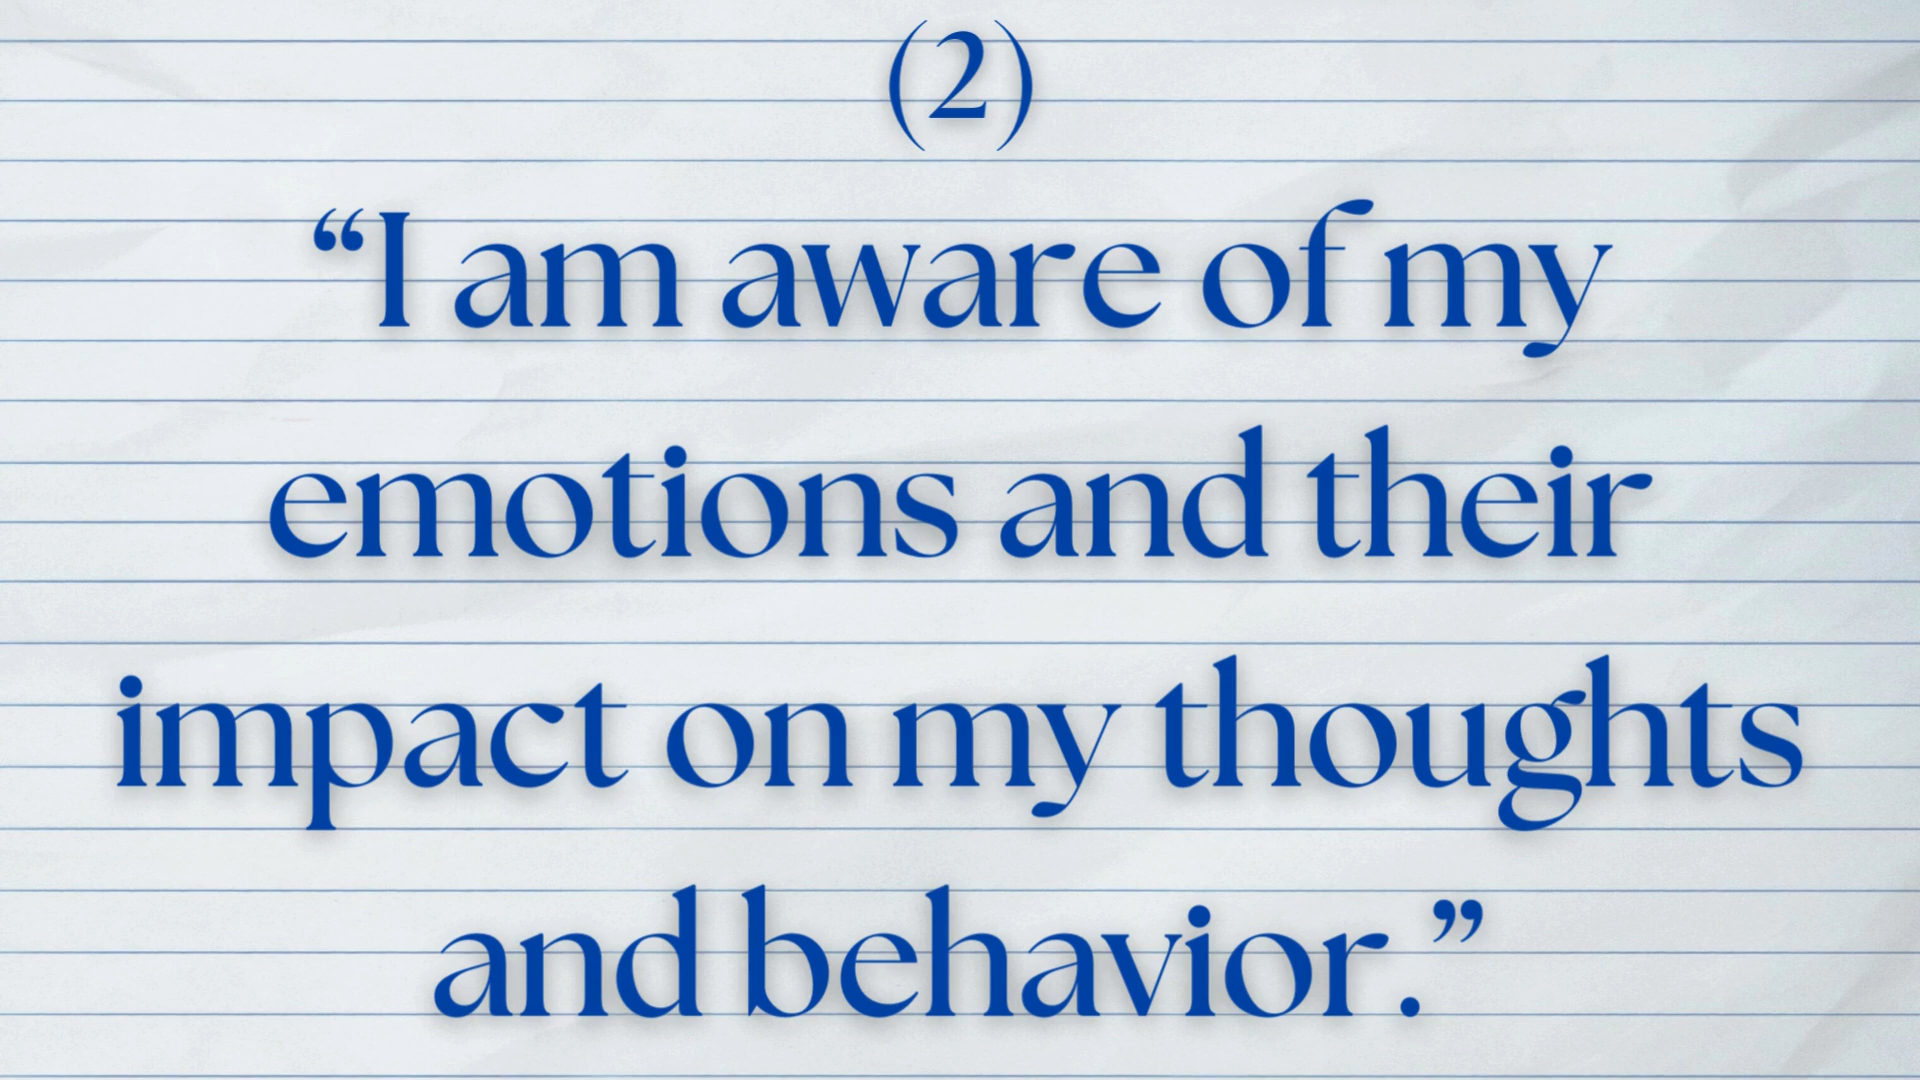 (2)
“I am aware of my
emotions and their
impact on my thoughts
and behavior.”